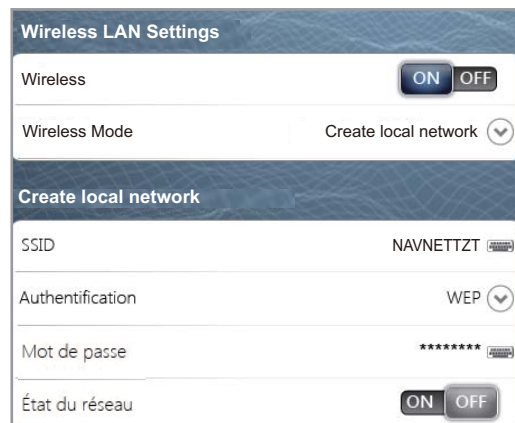 Wireless LAN Settings
Wireless ON OFF
Wireless Mode Create local network
Create local network
SSID NAVNETTZT
Authentification WEP
Mot de passe ********
État du réseau ON OFF